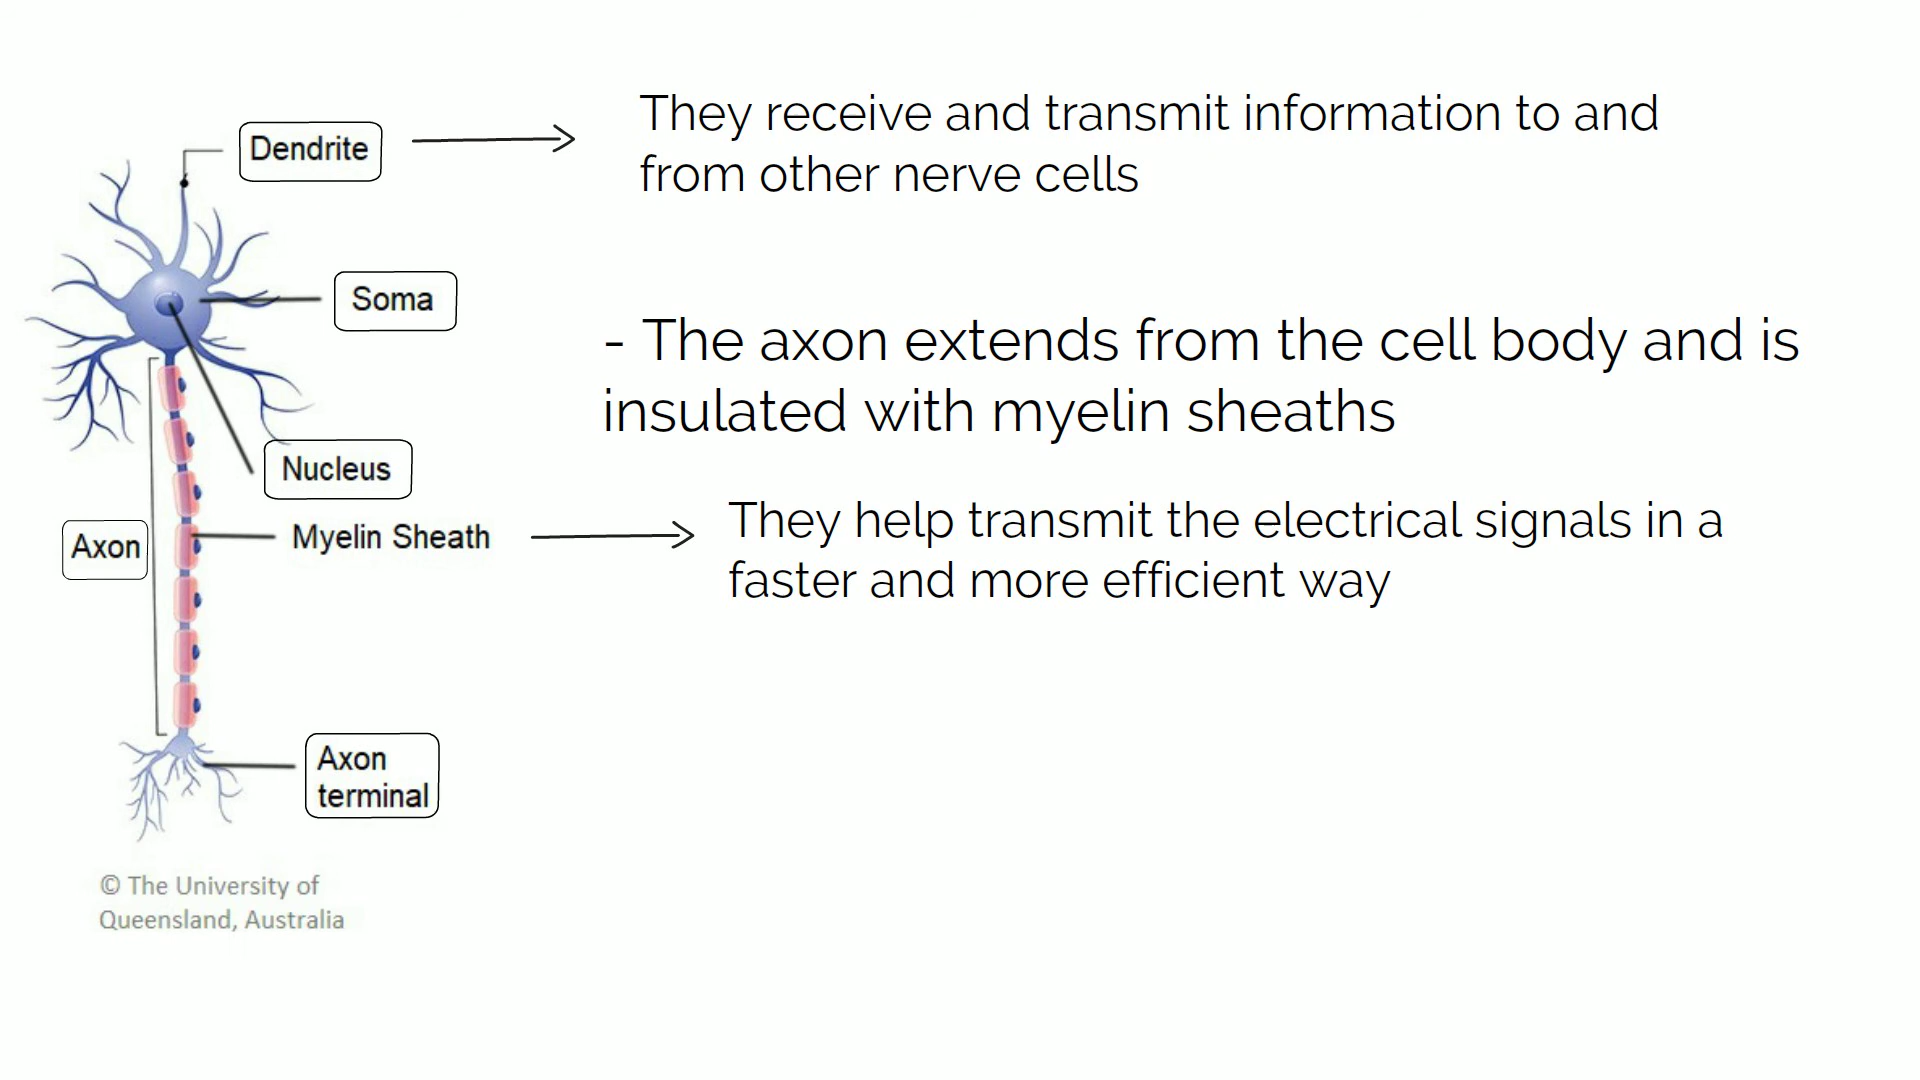 Dendrite
They receive and transmit information to and
from other nerve cells
Soma
- The axon extends from the cell body and is
insulated with myelin sheaths
Nucleus
Axon
Myelin Sheath
They help transmit the electrical signals in a
faster and more efficient way
Axon
terminal
© The University of
Queensland, Australia